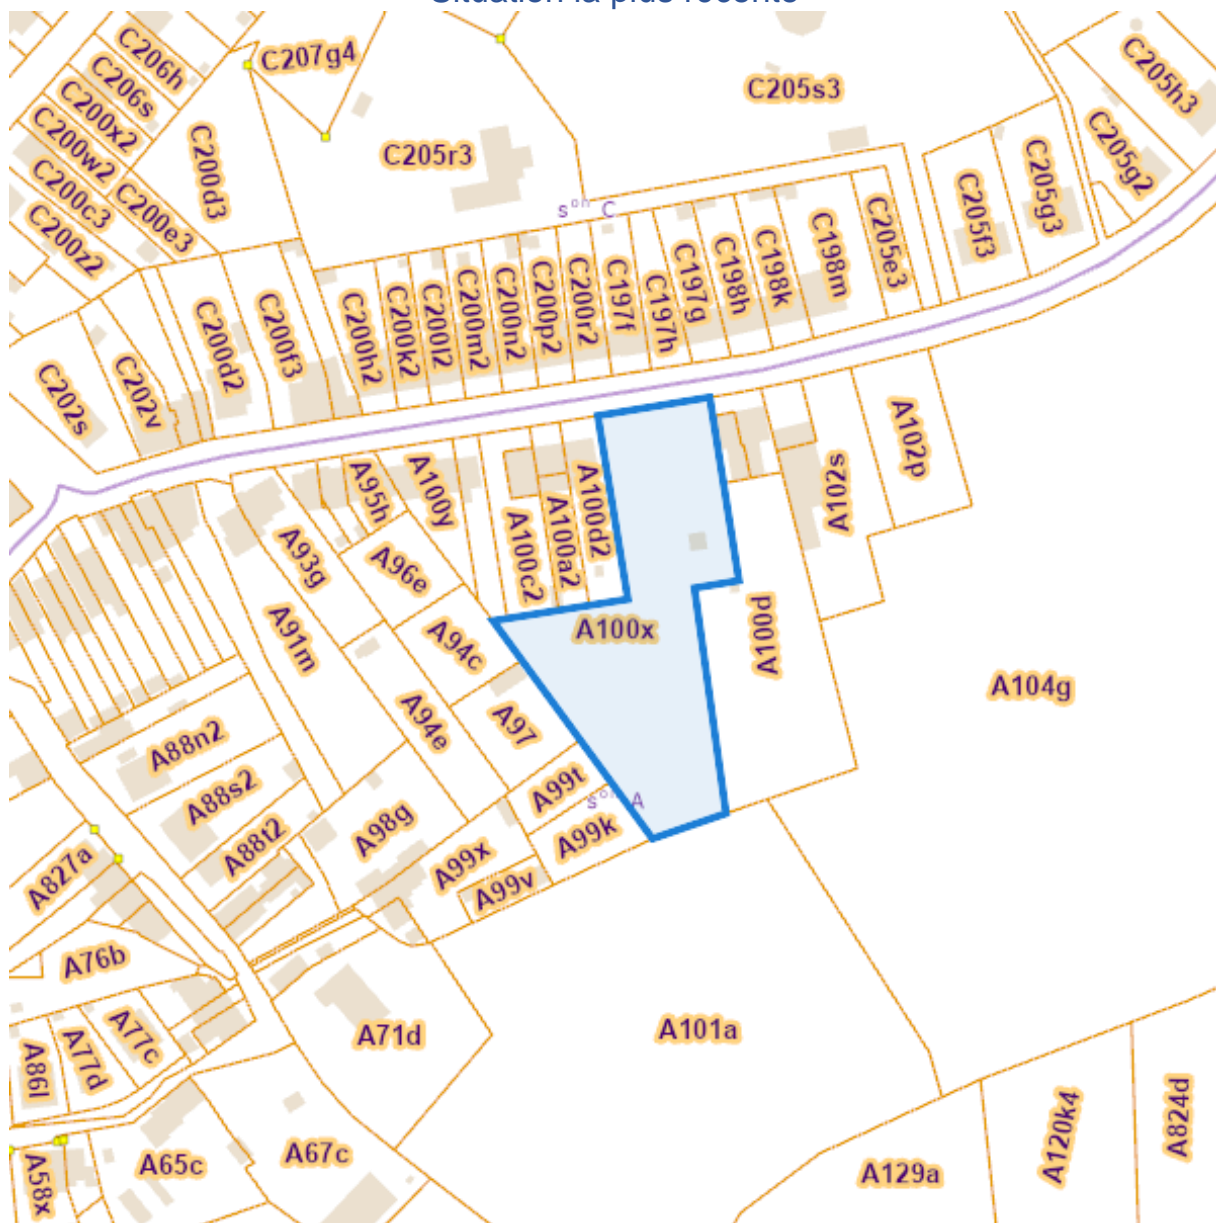 Situation la plus récente
C206h
C207g4
C206s
C205s3
C205h3
C200x2
C200w2
C200d3
C205r3
C205g2
C200c3
C200e3
C205g3
C200z2
sᵒⁿ C
C205f3
C205e3
C198m
C198k
C198h
C197g
C197h
C197f
C200r2
C200p2
C200n2
C200m2
C200l2
C200k2
C200h2
C200f3
C200d2
C202v
C202s
A102p
A95h
A100y
A102s
A100d2
A100a2
A100c2
A93g
A96e
A91m
A100x
A100p
A94c
A104g
A94e
A97
A88n2
A88s2
A99t
sᵒⁿ A
A98g
A99k
A88t2
A827a
A99x
A99v
A76b
A71d
A101a
A77c
A77d
A86l
A120k4
A824d
A67c
A65c
A129a
A58x